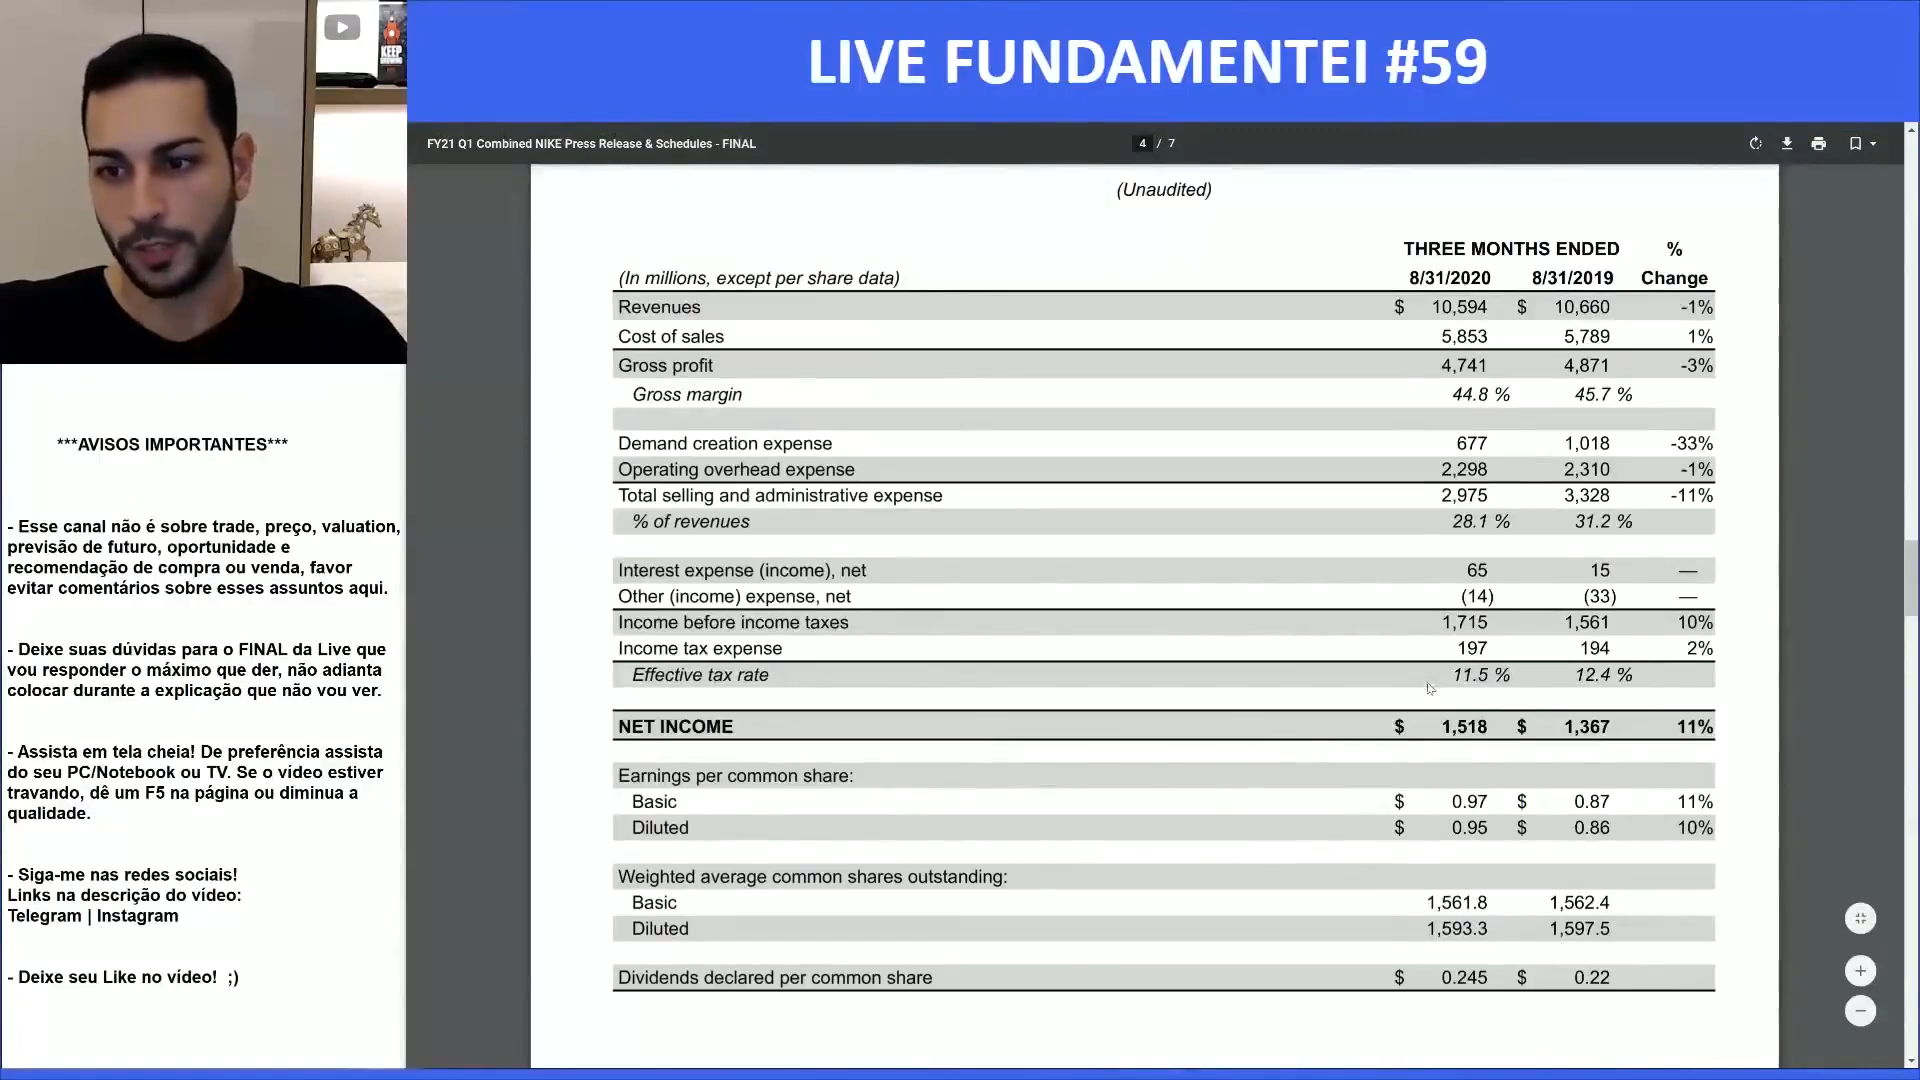 KEEP
GROWING
LIVE FUNDAMENTEI #59
FY21 Q1 Combined NIKE Press Release & Schedules - FINAL
4 / 7
(Unaudited)
THREE MONTHS ENDED %
(In millions, except per share data) 8/31/2020 8/31/2019 Change
Revenues $ 10,594 $ 10,660 -1%
Cost of sales 5,853 5,789 1%
Gross profit 4,741 4,871 -3%
Gross margin 44.8 % 45.7 %
Demand creation expense 677 1,018 -33%
Operating overhead expense 2,298 2,310 -1%
Total selling and administrative expense 2,975 3,328 -11%
% of revenues 28.1 % 31.2 %
Interest expense (income), net 65 15 —
Other (income) expense, net (14) (33) —
Income before income taxes 1,715 1,561 10%
Income tax expense 197 194 2%
Effective tax rate 11.5 % 12.4 %
NET INCOME $ 1,518 $ 1,367 11%
Earnings per common share:
Basic $ 0.97 $ 0.87 11%
Diluted $ 0.95 $ 0.86 10%
Weighted average common shares outstanding:
Basic 1,561.8 1,562.4
Diluted 1,593.3 1,597.5
Dividends declared per common share $ 0.245 $ 0.22
***AVISOS IMPORTANTES***
- Esse canal não é sobre trade, preço, valuation,
previsão de futuro, oportunidade e
recomendação de compra ou venda, favor
evitar comentários sobre esses assuntos aqui.
- Deixe suas dúvidas para o FINAL da Live que
vou responder o máximo que der, não adianta
colocar durante a explicação que não vou ver.
- Assista em tela cheia! De preferência assista
do seu PC/Notebook ou TV. Se o vídeo estiver
travando, dê um F5 na página ou diminua a
qualidade.
- Siga-me nas redes sociais!
Links na descrição do vídeo:
Telegram | Instagram
- Deixe seu Like no vídeo! ;)